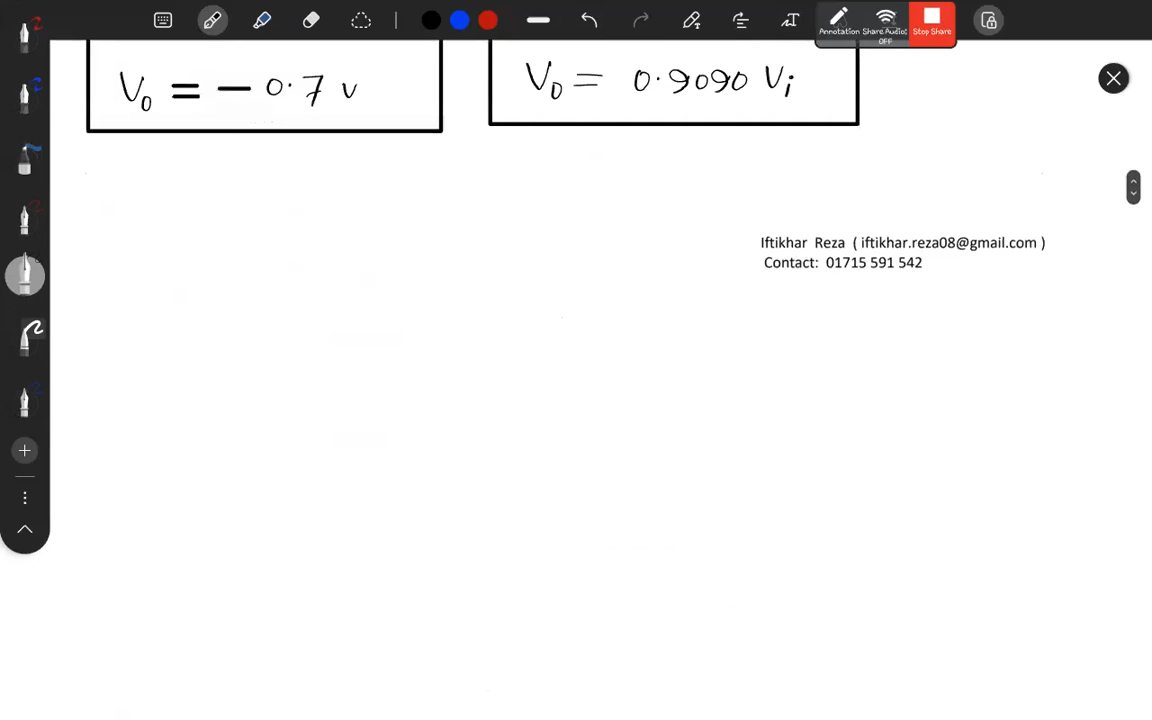 Annotation Share Audio: Stop Share
OFF
V₀ = − 0.7 v
V₀ = 0.9090 Vᵢ
Iftikhar Reza ( iftikhar.reza08@gmail.com )
Contact: 01715 591 542